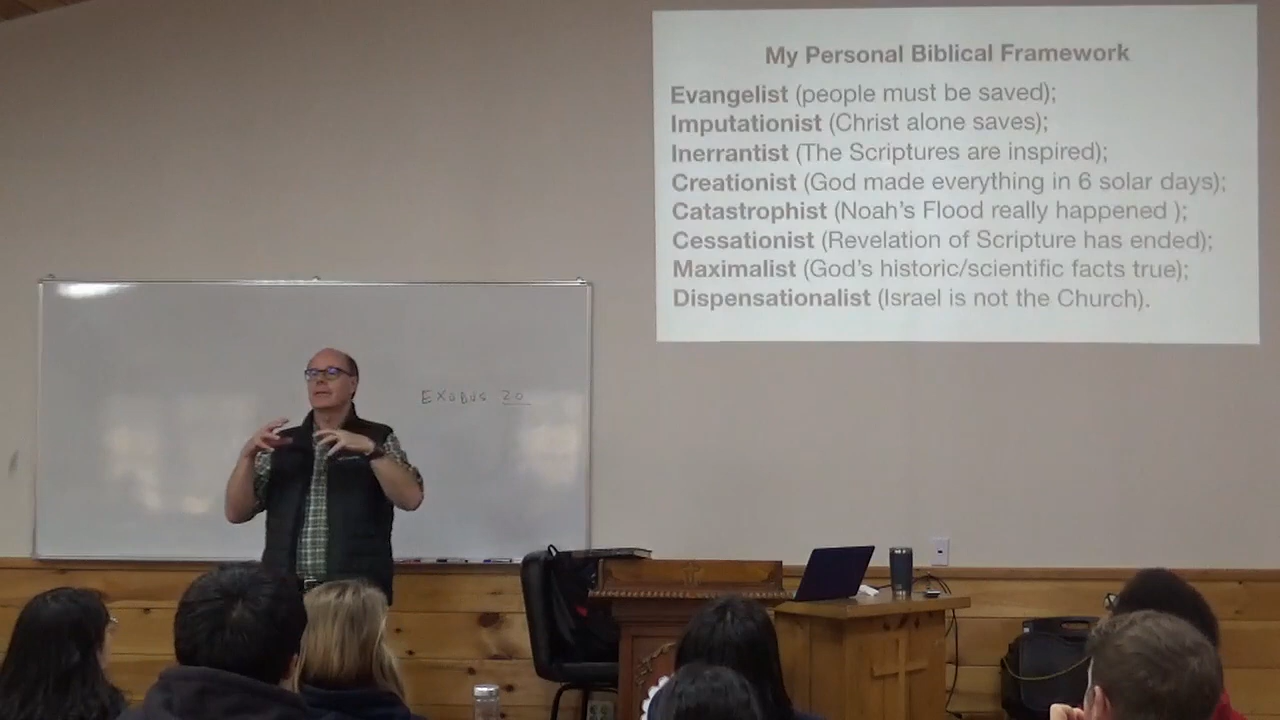 My Personal Biblical Framework
Evangelist (people must be saved);
Imputationist (Christ alone saves);
Inerrantist (The Scriptures are inspired);
Creationist (God made everything in 6 solar days);
Catastrophist (Noah's Flood really happened );
Cessationist (Revelation of Scripture has ended);
Maximalist (God's historic/scientific facts true);
Dispensationalist (Israel is not the Church).
EXODUS 20